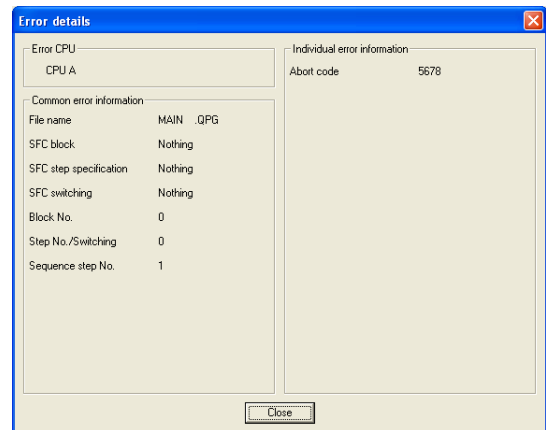 Error details
Error CPU
CPU A
Common error information
File name MAIN .QPG
SFC block Nothing
SFC step specification Nothing
SFC switching Nothing
Block No. 0
Step No./Switching 0
Sequence step No. 1
Individual error information
Abort code 5678
Close